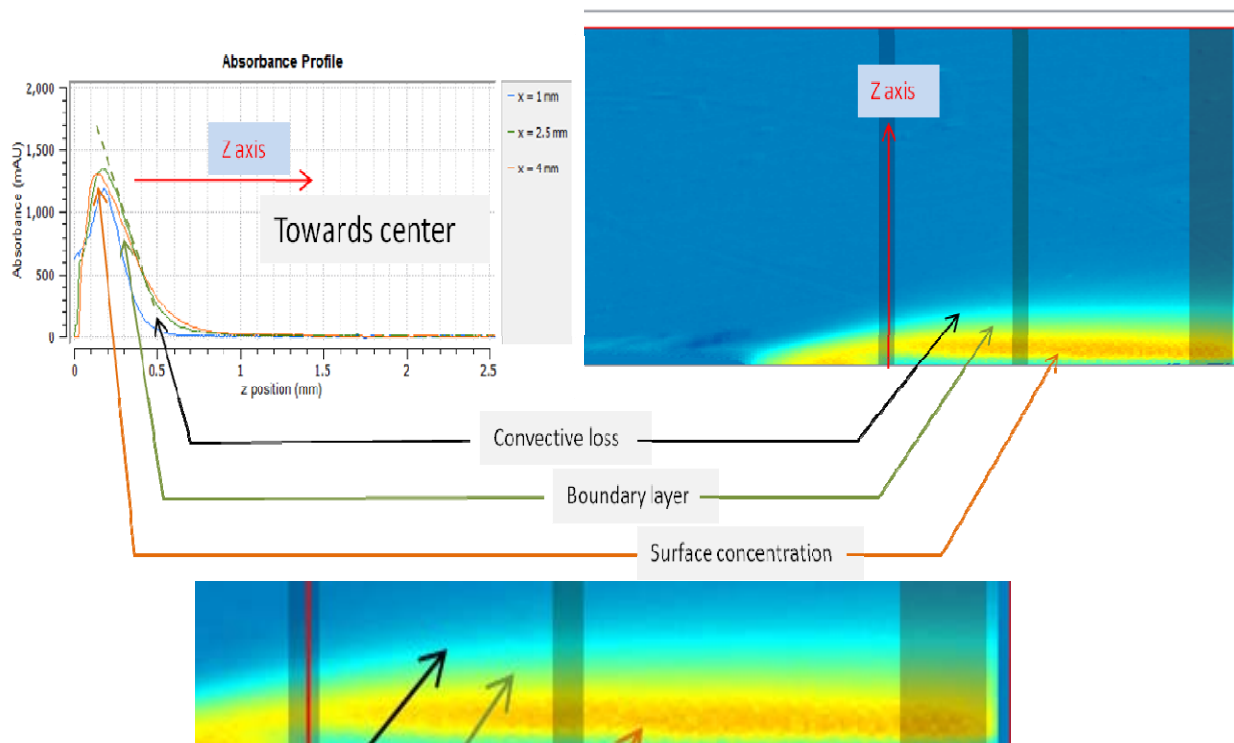 Absorbance Profile
2,000
1,500
1,000
500
0
Absorbance (mAU)
0
0.5
1
1.5
2
2.5
z position (mm)
x = 1 mm
x = 2.5 mm
x = 4 mm
Z axis
Towards center
Z axis
Convective loss
Boundary layer
Surface concentration